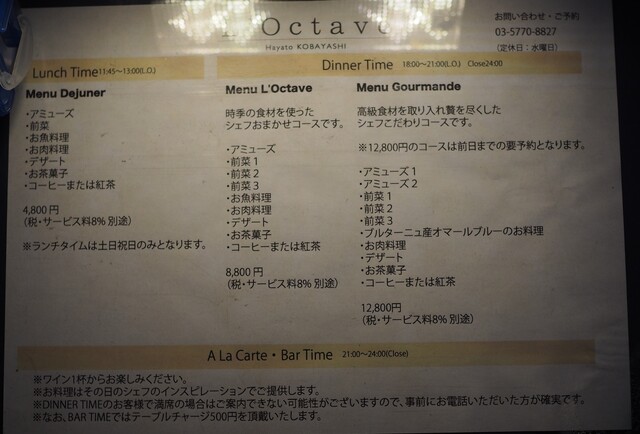 L'Octave
Hayato KOBAYASHI
お問い合わせ・ご予約
03-5770-8827
(定休日:水曜日)
Lunch Time11:45〜13:00(L.O.)
Menu Dejuner
・アミューズ
・前菜
・お魚料理
・お肉料理
・デザート
・お茶菓子
・コーヒーまたは紅茶
4,800円
(税・サービス料8% 別途)
※ランチタイムは土日祝日のみとなります。
Dinner Time 18:00〜21:00(L.O.) Close24:00
Menu L'Octave
時季の食材を使った
シェフおまかせコースです。
・アミューズ
・前菜1
・前菜2
・前菜3
・お魚料理
・お肉料理
・デザート
・お茶菓子
・コーヒーまたは紅茶
8,800円
(税・サービス料8% 別途)
Menu Gourmande
高級食材を取り入れ贅を尽くした
シェフこだわりコースです。
※12,800円のコースは前日までの要予約となります。
・アミューズ1
・アミューズ2
・前菜1
・前菜2
・前菜3
・ブルターニュ産オマールブルーのお料理
・お肉料理
・デザート
・お茶菓子
・コーヒーまたは紅茶
12,800円
(税・サービス料8% 別途)
A La Carte・Bar Time 21:00〜24:00(Close)
※ワイン1杯からお楽しみください。
※お料理はその日のシェフのインスピレーションでご提供します。
※DINNER TIMEのお客様で満席の場合はご案内できない可能性がございますので、事前にお電話いただいた方が確実です。
※なお、BAR TIMEではテーブルチャージ500円を頂戴いたします。